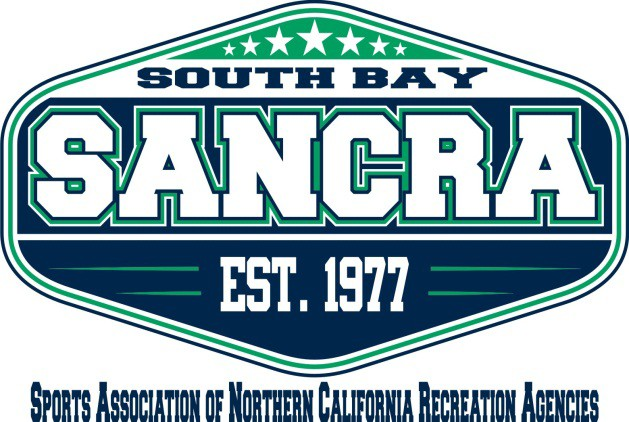 SOUTH BAY
SANCRA
EST. 1977
SPORTS ASSOCIATION OF NORTHERN CALIFORNIA RECREATION AGENCIES